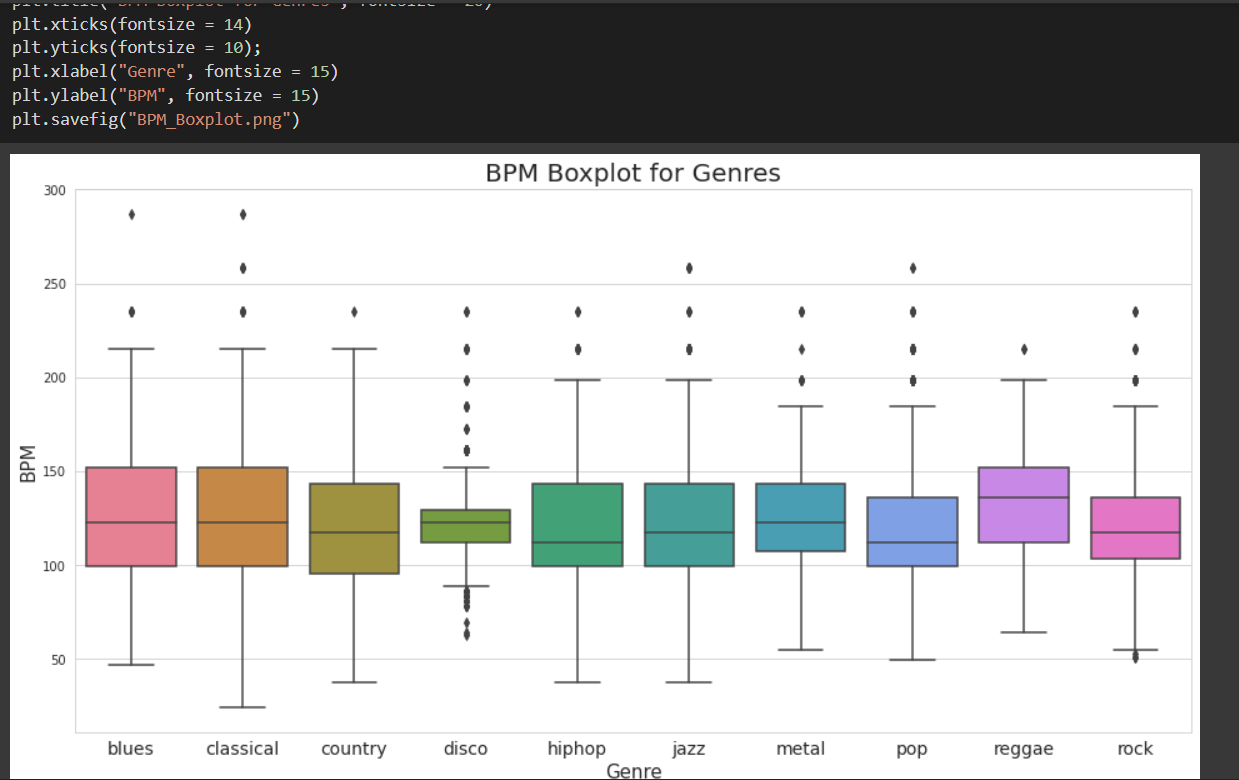 plt.xticks(fontsize = 14)
plt.yticks(fontsize = 10);
plt.xlabel("Genre", fontsize = 15)
plt.ylabel("BPM", fontsize = 15)
plt.savefig("BPM_Boxplot.png")
BPM Boxplot for Genres
300
250
200
150
100
50
BPM
blues classical country disco hiphop jazz metal pop reggae rock
Genre